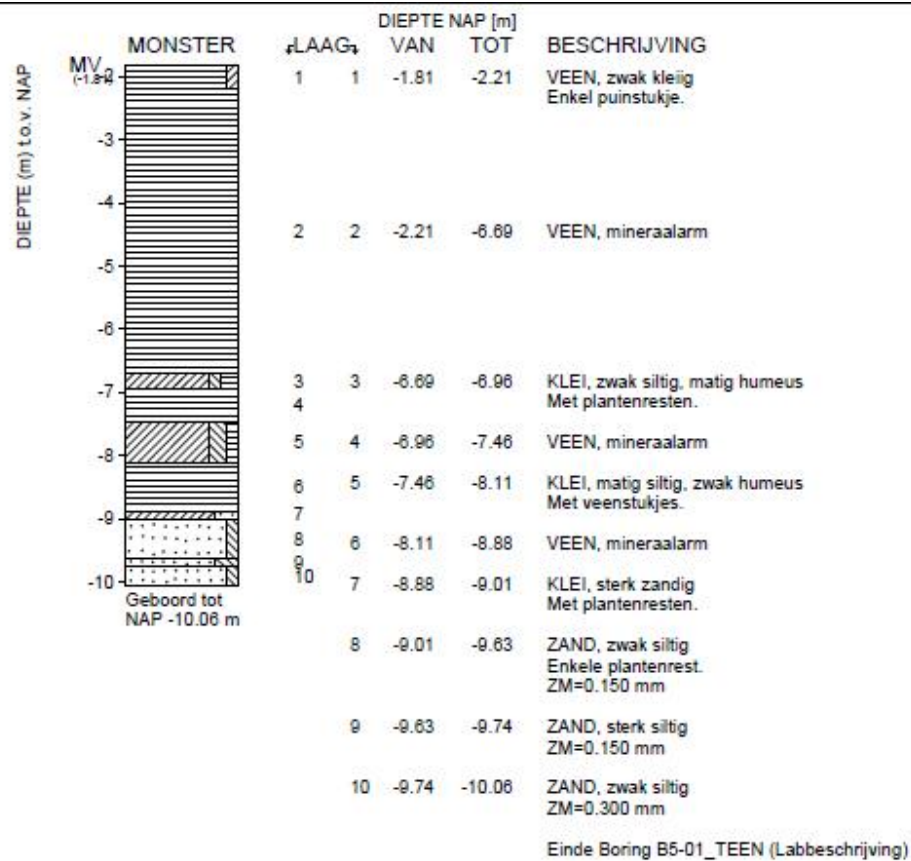 DIEPTE NAP [m]
MONSTER LAAG VAN TOT BESCHRIJVING
DIEPTE (m) t.o.v. NAP
MV -2
(-1.81)
1 1 -1.81 -2.21 VEEN, zwak kleiig
Enkel puinstukje.
-3
-4
2 2 -2.21 -6.69 VEEN, mineraalarm
-5
-6
3 3 -6.69 -6.96 KLEI, zwak siltig, matig humeus
-7
4 Met plantenresten.
5 4 -6.96 -7.46 VEEN, mineraalarm
-8
6 5 -7.46 -8.11 KLEI, matig siltig, zwak humeus
Met veenstukjes.
7
-9
8 6 -8.11 -8.88 VEEN, mineraalarm
9
10 7 -8.88 -9.01 KLEI, sterk zandig
-10
Met plantenresten.
Geboord tot
NAP -10.06 m
8 -9.01 -9.63 ZAND, zwak siltig
Enkele plantenrest.
ZM=0.150 mm
9 -9.63 -9.74 ZAND, sterk siltig
ZM=0.150 mm
10 -9.74 -10.06 ZAND, zwak siltig
ZM=0.300 mm
Einde Boring B5-01_TEEN (Labbeschrijving)